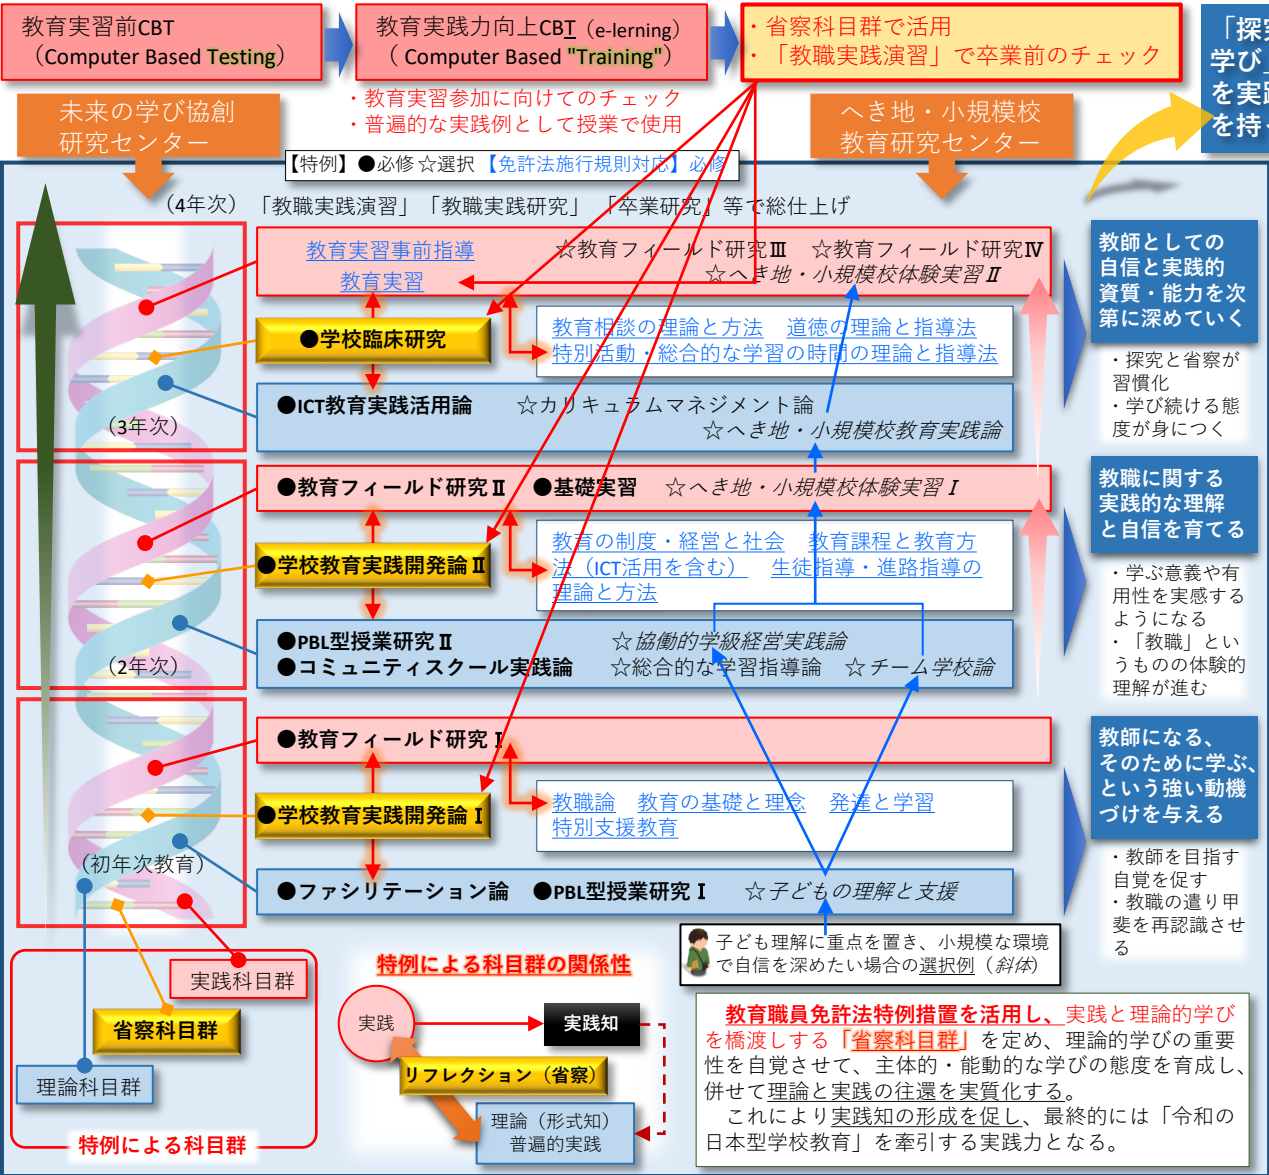 教育実習前CBT
（Computer Based Testing）
教育実践力向上CBT（e-lerning）
（ Computer Based "Training"）
・省察科目群で活用
・「教職実践演習」で卒業前のチェック
「探究
学び」
を実践
を持っ
・教育実習参加に向けてのチェック
・普遍的な実践例として授業で使用
未来の学び協創
研究センター
へき地・小規模校
教育研究センター
【特例】●必修 ☆選択 【免許法施行規則対応】必修
（4年次）「教職実践演習」「教職実践研究」「卒業研究」等で総仕上げ
教育実習事前指導
教育実習
☆教育フィールド研究Ⅲ ☆教育フィールド研究Ⅳ
☆へき地・小規模校体験実習Ⅱ
●学校臨床研究
教育相談の理論と方法 道徳の理論と指導法
特別活動・総合的な学習の時間の理論と指導法
●ICT教育実践活用論 ☆カリキュラムマネジメント論
☆へき地・小規模校教育実践論
（3年次）
教師としての
自信と実践的
資質・能力を次
第に深めていく
・探究と省察が
習慣化
・学び続ける態
度が身につく
●教育フィールド研究Ⅱ ●基礎実習 ☆へき地・小規模校体験実習Ⅰ
●学校教育実践開発論Ⅱ
教育の制度・経営と社会 教育課程と教育方
法（ICT活用を含む） 生徒指導・進路指導の
理論と方法
●PBL型授業研究Ⅱ ☆協働的学級経営実践論
●コミュニティスクール実践論 ☆総合的な学習指導論 ☆チーム学校論
（2年次）
教職に関する
実践的な理解
と自信を育てる
・学ぶ意義や有
用性を実感する
ようになる
・「教職」とい
うものの体験的
理解が進む
●教育フィールド研究Ⅰ
●学校教育実践開発論Ⅰ
教職論 教育の基礎と理念 発達と学習
特別支援教育
●ファシリテーション論 ●PBL型授業研究Ⅰ ☆子どもの理解と支援
（初年次教育）
教師になる、
そのために学ぶ、
という強い動機
づけを与える
・教師を目指す
自覚を促す
・教職の遣り甲
斐を再認識させ
る
子ども理解に重点を置き、小規模な環境
で自信を深めたい場合の選択例（斜体）
実践科目群
省察科目群
理論科目群
特例による科目群
特例による科目群の関係性
実践
実践知
リフレクション（省察）
理論（形式知）
普遍的実践
教育職員免許法特例措置を活用し、実践と理論的学び
を橋渡しする「省察科目群」を定め、理論的学びの重要
性を自覚させて、主体的・能動的な学びの態度を育成し、
併せて理論と実践の往還を実質化する。
これにより実践知の形成を促し、最終的には「令和の
日本型学校教育」を牽引する実践力となる。